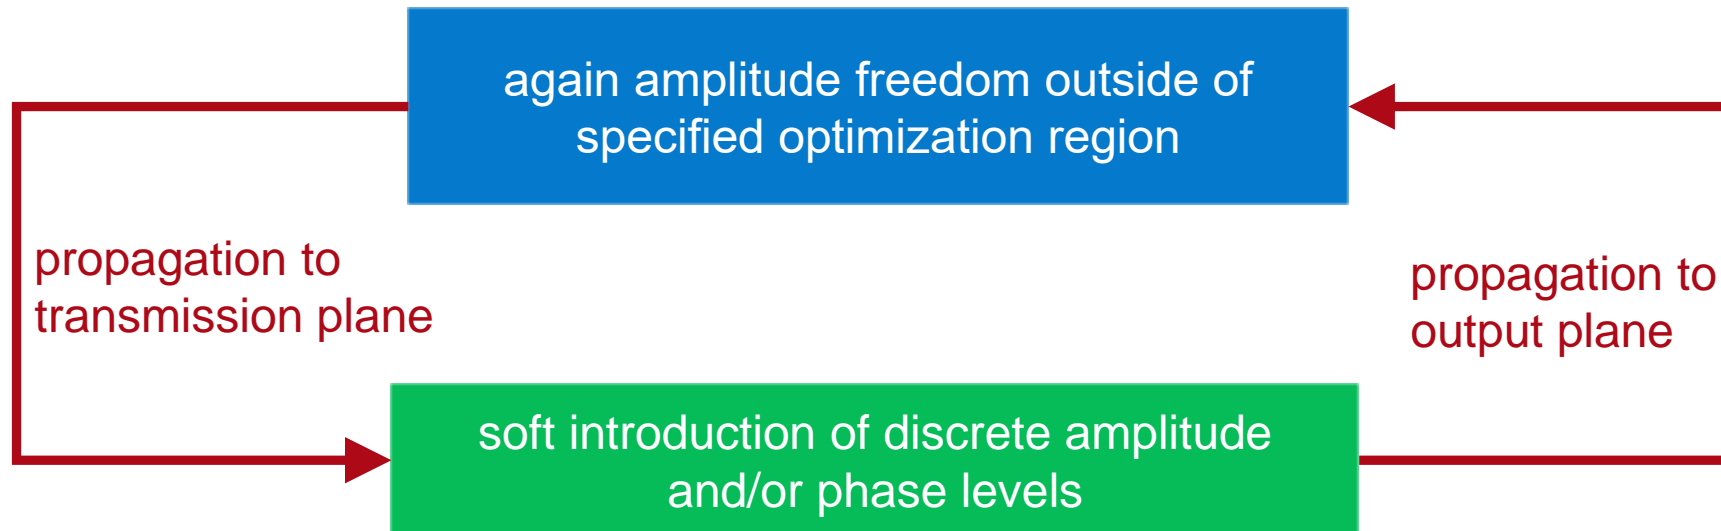 again amplitude freedom outside of
specified optimization region
propagation to
transmission plane
propagation to
output plane
soft introduction of discrete amplitude
and/or phase levels